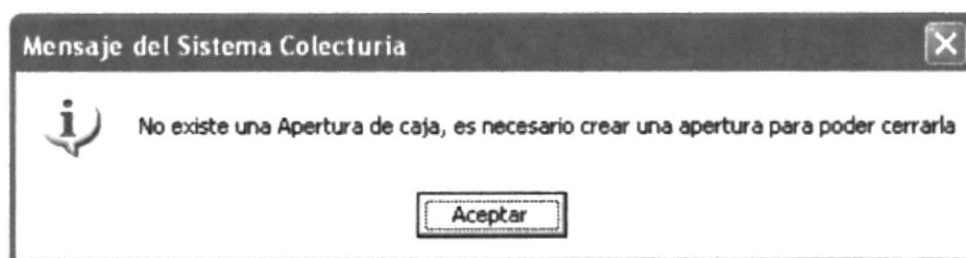 Mensaje del Sistema Colecturia
No existe una Apertura de caja, es necesario crear una apertura para poder cerrarla
Aceptar